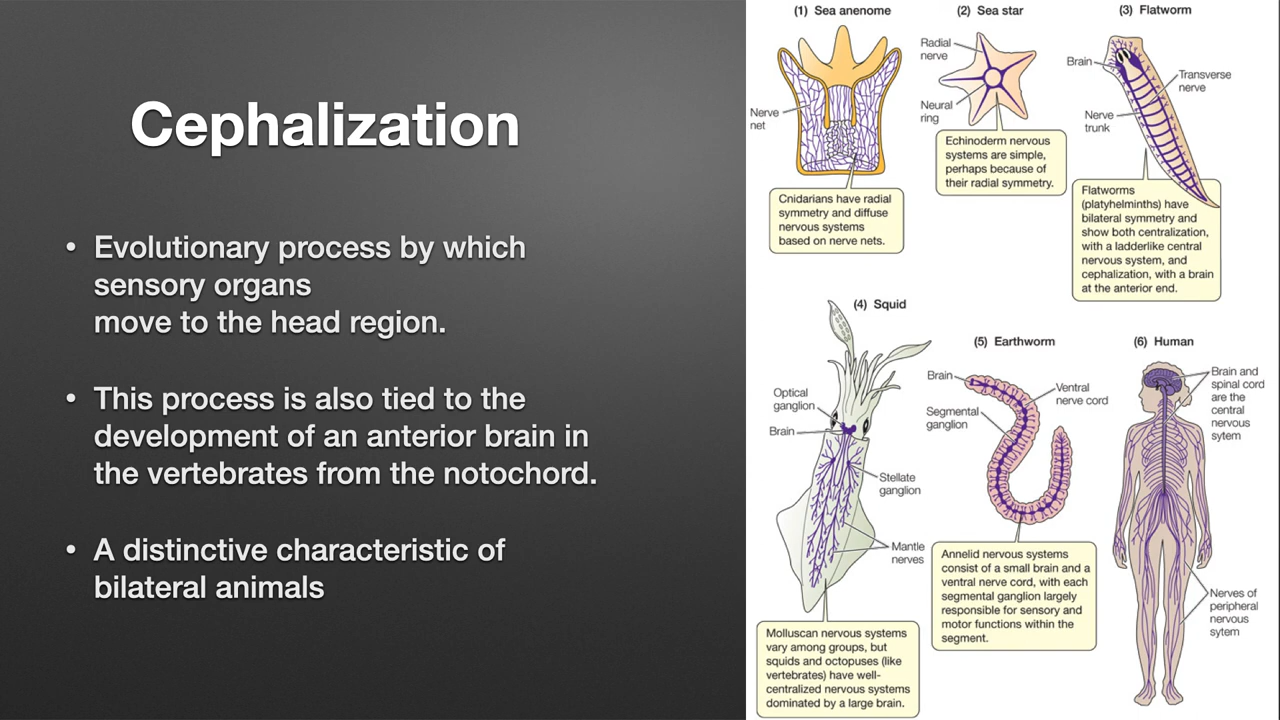 Cephalization
• Evolutionary process by which
sensory organs
move to the head region.
• This process is also tied to the
development of an anterior brain in
the vertebrates from the notochord.
• A distinctive characteristic of
bilateral animals
(1) Sea anenome
Nerve
net
Cnidarians have radial
symmetry and diffuse
nervous systems
based on nerve nets.
(2) Sea star
Radial
nerve
Neural
ring
Echinoderm nervous
systems are simple,
perhaps because of
their radial symmetry.
(3) Flatworm
Brain
Transverse
nerve
Nerve
trunk
Flatworms
(platyhelminths) have
bilateral symmetry and
show both centralization,
with a ladderlike central
nervous system, and
cephalization, with a brain
at the anterior end.
(4) Squid
Optical
ganglion
Brain
Stellate
ganglion
Mantle
nerves
Molluscan nervous systems
vary among groups, but
squids and octopuses (like
vertebrates) have well-
centralized nervous systems
dominated by a large brain.
(5) Earthworm
Brain
Ventral
nerve cord
Segmental
ganglion
Annelid nervous systems
consist of a small brain and a
ventral nerve cord, with each
segmental ganglion largely
responsible for sensory and
motor functions within the
segment.
(6) Human
Brain and
spinal cord
are the
central
nervous
sytem
Nerves of
peripheral
nervous
sytem